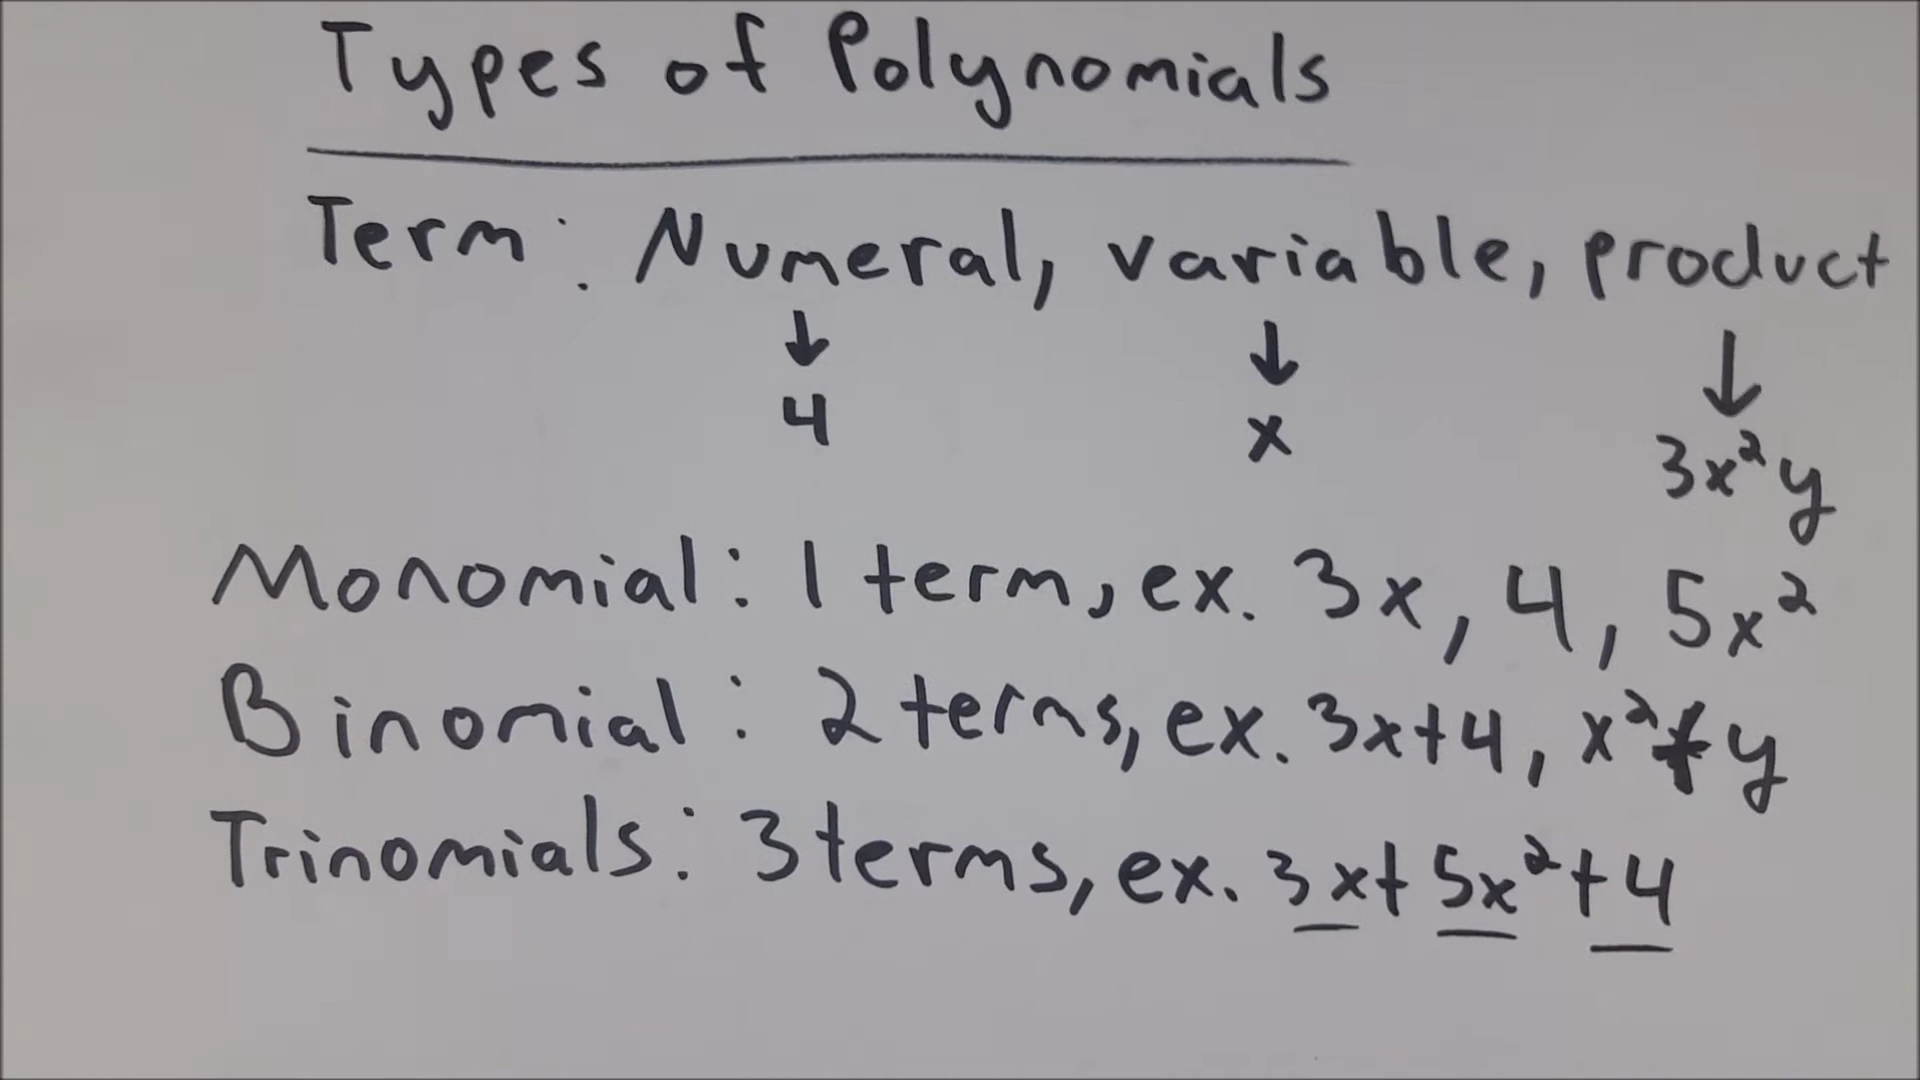 Types of Polynomials
Term: Numeral, variable, product
↓ ↓ ↓
4 x 3x²y
Monomial: 1 term, ex. 3x, 4, 5x²
Binomial: 2 terms, ex. 3x+4, x²+y
Trinomials: 3 terms, ex. 3x+5x²+4